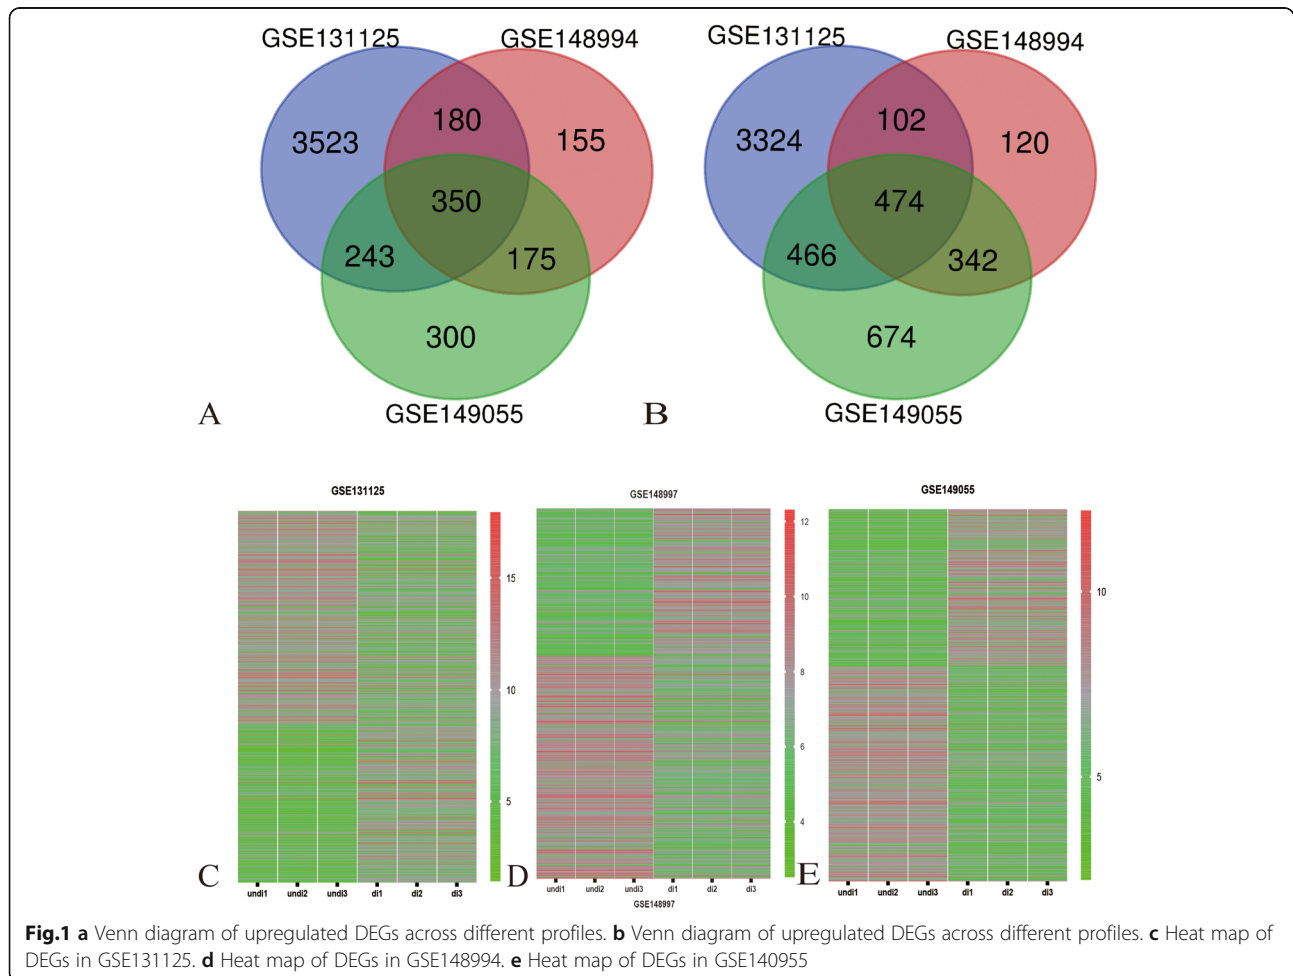 GSE131125 GSE148994
3523 180 155
350
243 175
300
A GSE149055
GSE131125 GSE148994
3324 102 120
474
466 342
674
B GSE149055
GSE131125
15
10
5
C undi1 undi2 undi3 di1 di2 di3
GSE148997
12
10
8
6
4
D undi1 undi2 undi3 di1 di2 di3
GSE148997
GSE149055
10
5
E undi1 undi2 undi3 di1 di2 di3
Fig.1 a Venn diagram of upregulated DEGs across different profiles. b Venn diagram of upregulated DEGs across different profiles. c Heat map of
DEGs in GSE131125. d Heat map of DEGs in GSE148994. e Heat map of DEGs in GSE140955